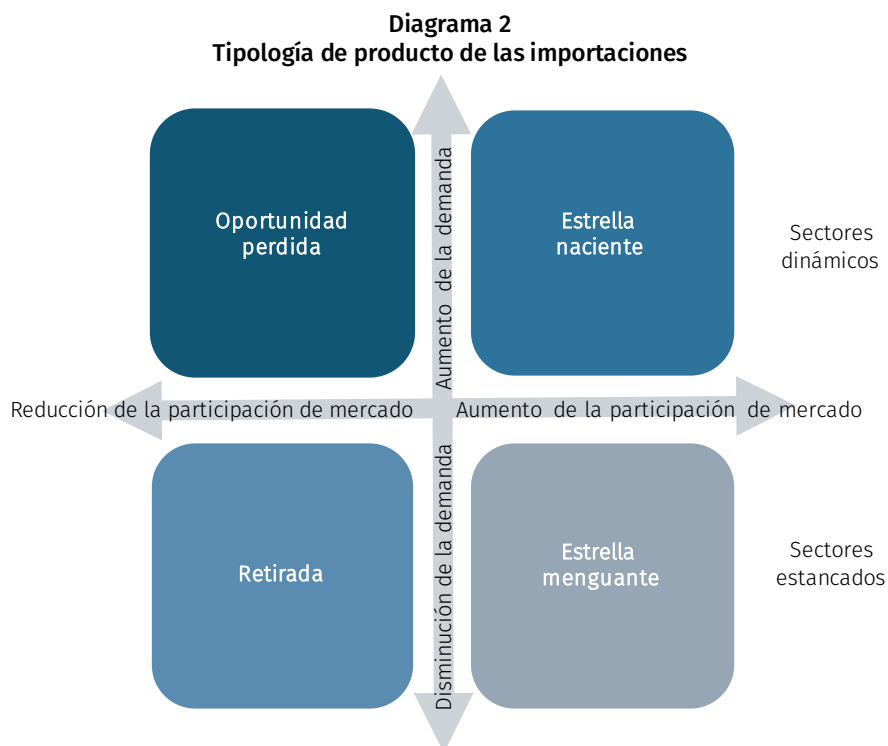 Diagrama 2
Tipología de producto de las importaciones
Aumento de la demanda
Oportunidad
perdida
Estrella
naciente
Sectores
dinámicos
Reducción de la participación de mercado
Aumento de la participación de mercado
Disminución de la demanda
Retirada
Estrella
menguante
Sectores
estancados